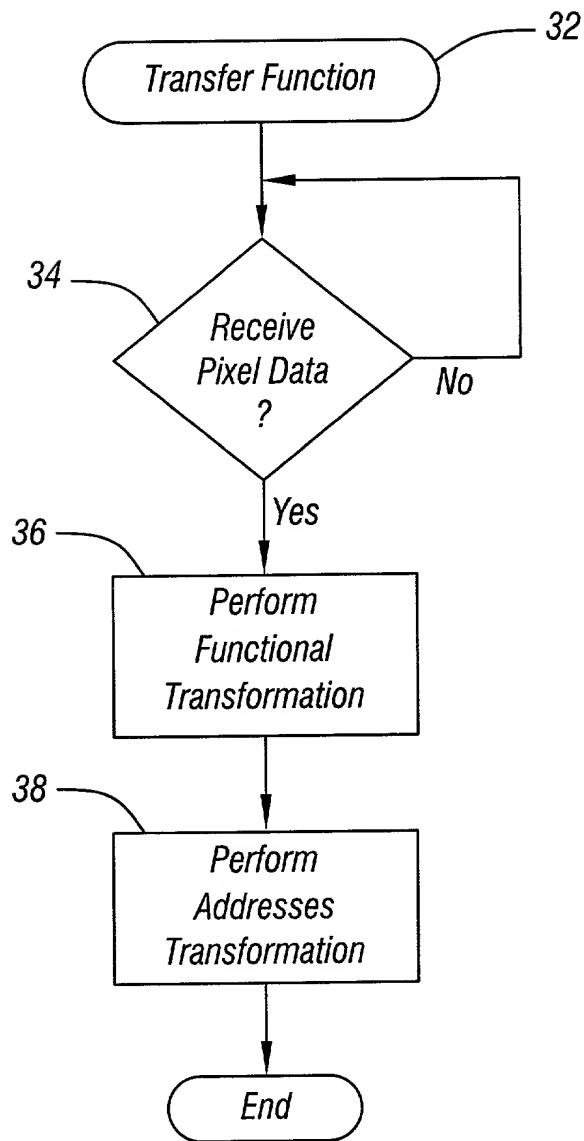 32
Transfer Function
34
Receive
Pixel Data
?
No
Yes
36
Perform
Functional
Transformation
38
Perform
Addresses
Transformation
End